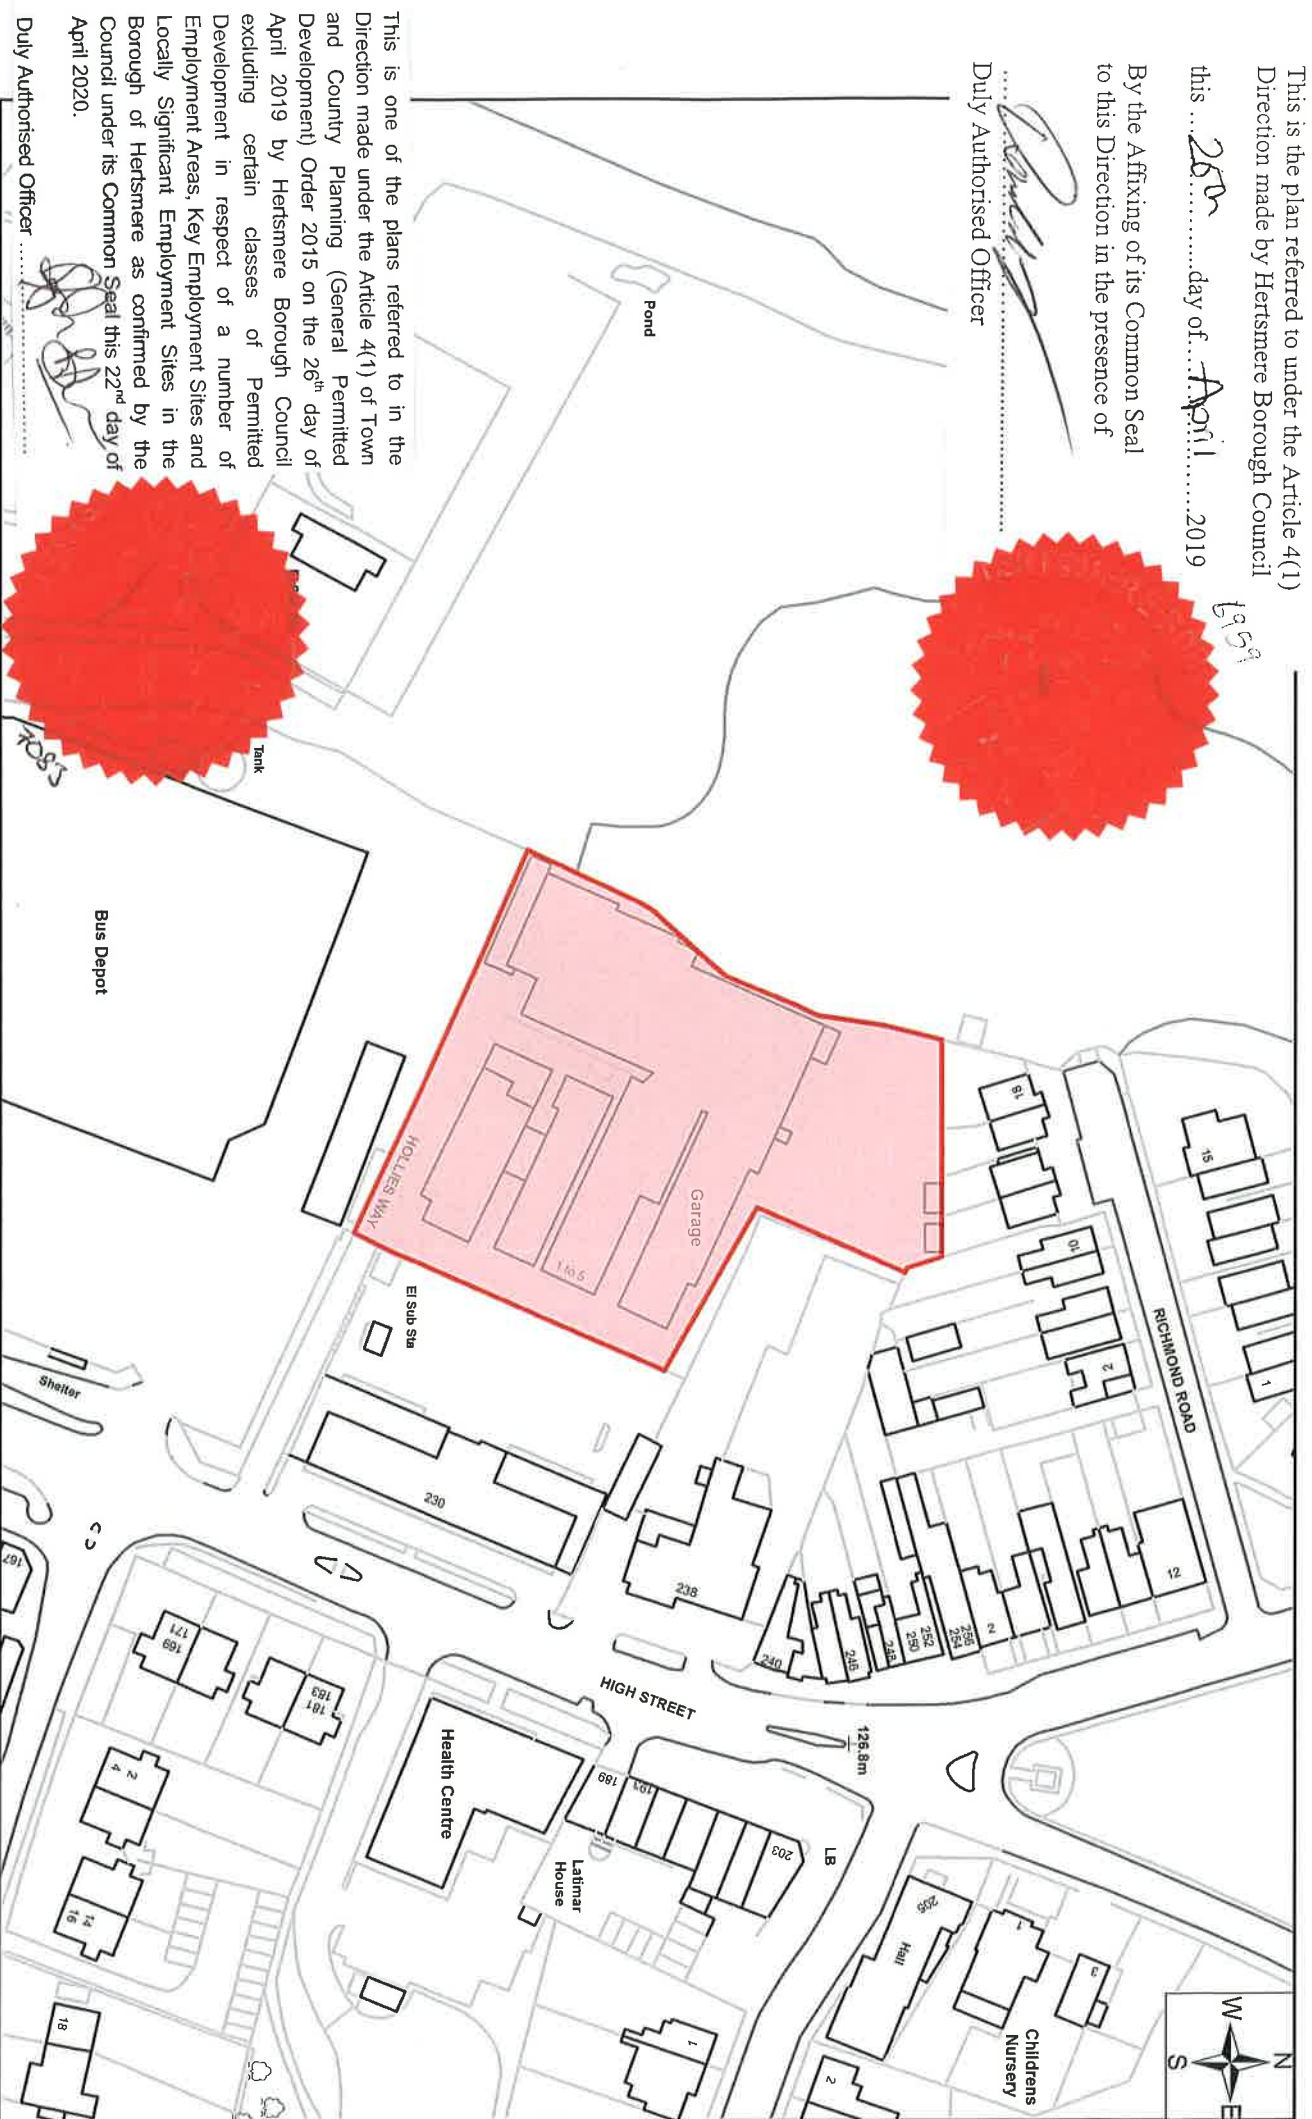 This is the plan referred to under the Article 4(1)
Direction made by Hertsmere Borough Council
this ...26th...........day of....April..........2019
By the Affixing of its Common Seal
to this Direction in the presence of
Duly Authorised Officer
6959
This is one of the plans referred to in the
Direction made under the Article 4(1) of Town
and Country Planning (General Permitted
Development) Order 2015 on the 26th day of
April 2019 by Hertsmere Borough Council
excluding certain classes of Permitted
Development in respect of a number of
Employment Areas, Key Employment Sites and
Locally Significant Employment Sites in the
Borough of Hertsmere as confirmed by the
Council under its Common Seal this 22nd day of
April 2020.
Duly Authorised Officer
7083
N
W
E
S
Pond
Tank
Bus Depot
HOLLIES WAY
Garage
1 to 5
El Sub Sta
Shelter
RICHMOND ROAD
15
1
18
10
2
12
2
256
254
252
250
248
246
240
238
230
HIGH STREET
126.8m
LB
203
193
189
Latimar
House
Health Centre
205
Hall
Childrens
Nursery
1
3
2
1
167
171
169
183
181
2
4
14
16
18